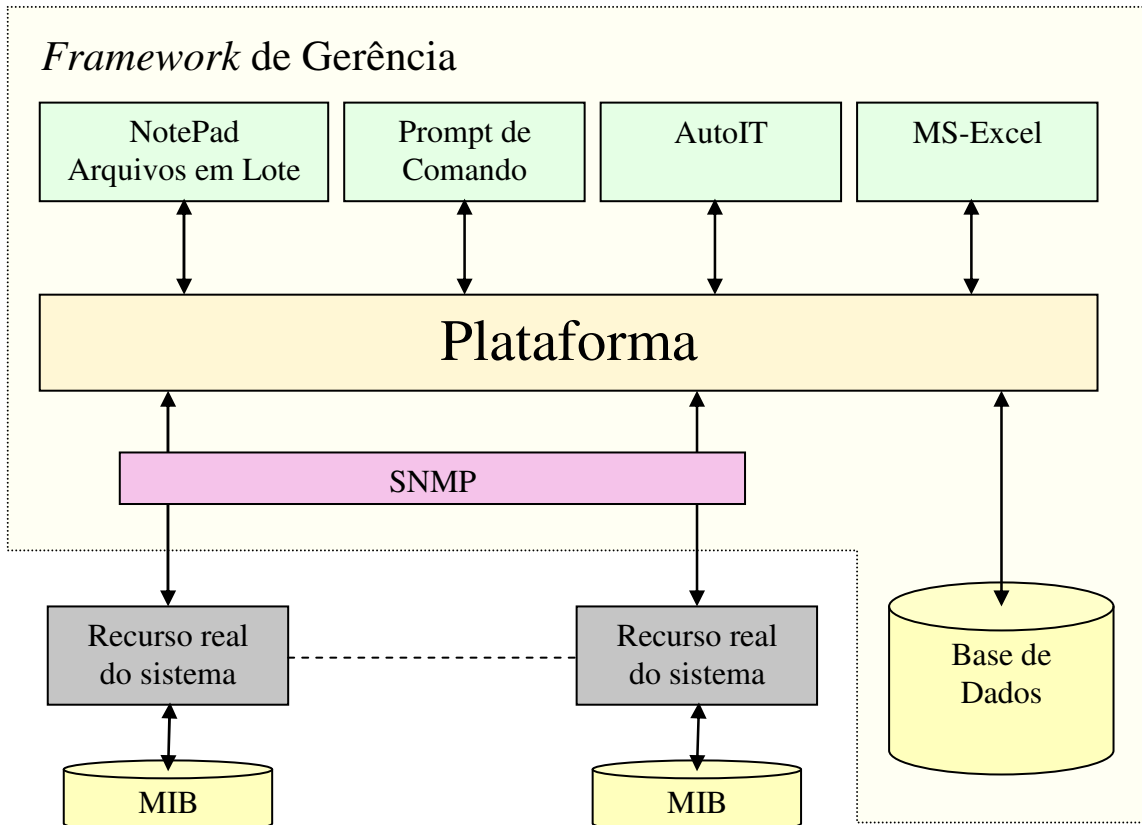 Framework de Gerência
NotePad
Arquivos em Lote
Prompt de
Comando
AutoIT
MS-Excel
Plataforma
SNMP
Recurso real
do sistema
Recurso real
do sistema
Base de
Dados
MIB
MIB